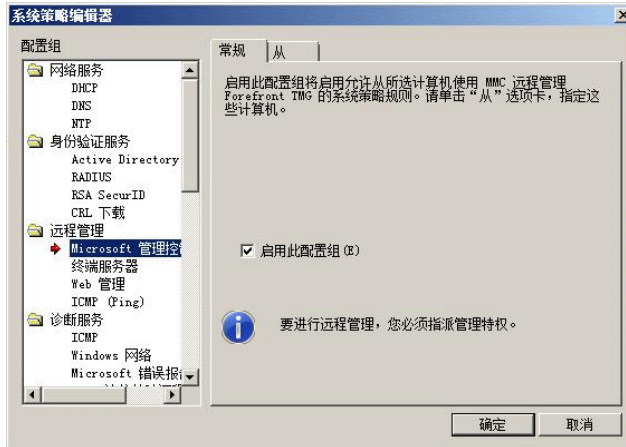 系统策略编辑器
配置组
网络服务
DHCP
DNS
NTP
身份验证服务
Active Directory
RADIUS
RSA SecurID
CRL 下载
远程管理
Microsoft 管理控
终端服务器
Web 管理
ICMP (Ping)
诊断服务
ICMP
Windows 网络
Microsoft 错误报
常规
从
启用此配置组将启用允许从所选计算机使用 MMC 远程管理
Forefront TMG 的系统策略规则。请单击“从”选项卡，指定这
些计算机。
启用此配置组(E)
要进行远程管理，您必须指派管理特权。
确定
取消